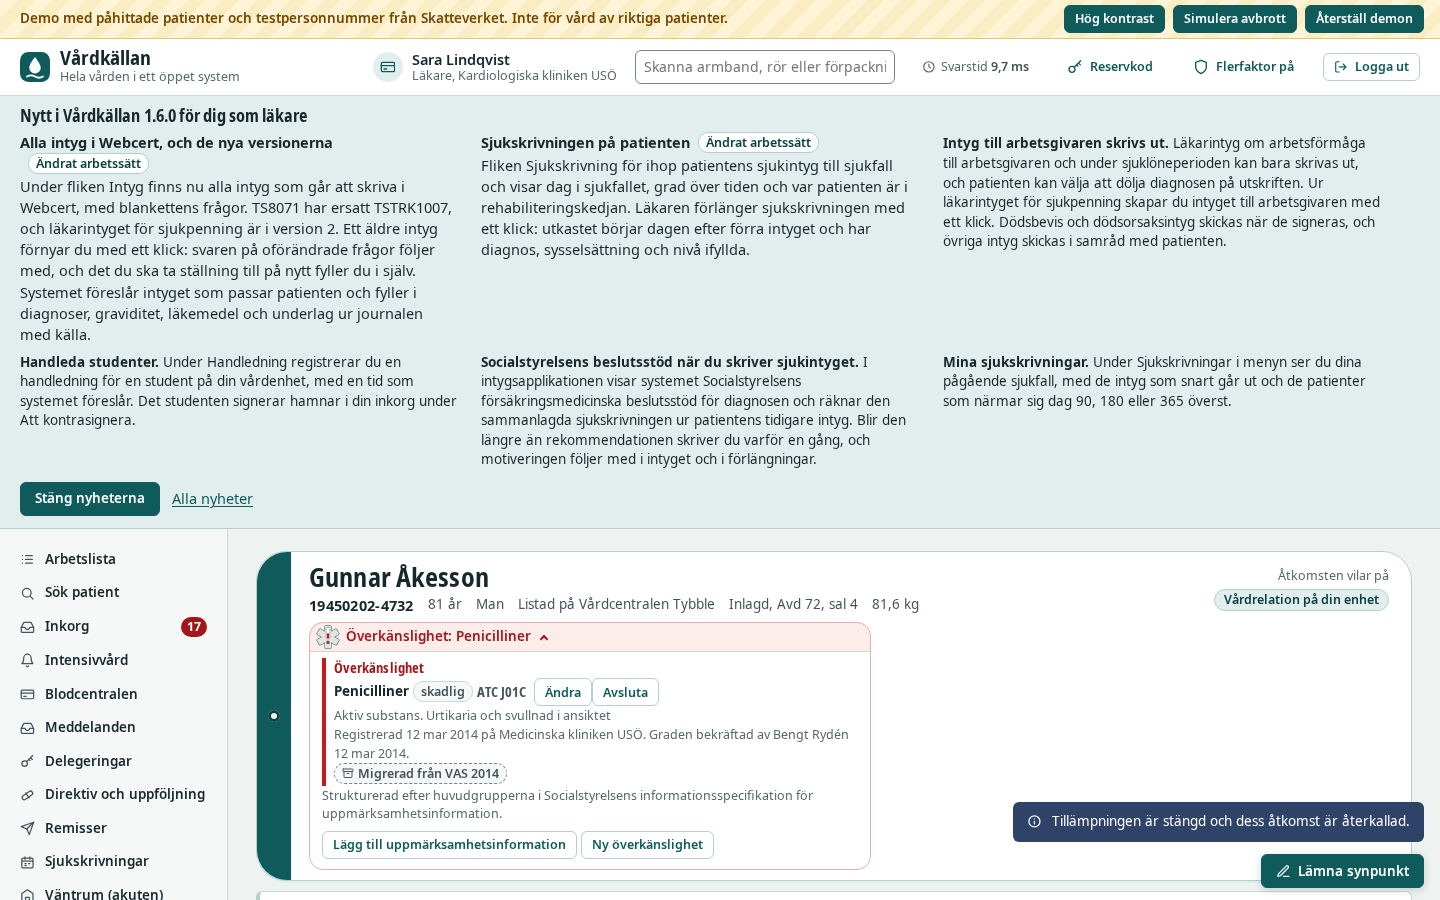 Demo med påhittade patienter och testpersonnummer från Skatteverket. Inte för vård av riktiga patienter.
Hög kontrast
Simulera avbrott
Återställ demon
Vårdkällan
Hela vården i ett öppet system
Sara Lindqvist
Läkare, Kardiologiska kliniken USÖ
Skanna armband, rör eller förpackni
Svarstid 9,7 ms
Reservkod
Flerfaktor på
Logga ut
Nytt i Vårdkällan 1.6.0 för dig som läkare
Alla intyg i Webcert, och de nya versionerna
Ändrat arbetssätt
Under fliken Intyg finns nu alla intyg som går att skriva i
Webcert, med blankettens frågor. TS8071 har ersatt TSTRK1007,
och läkarintyget för sjukpenning är i version 2. Ett äldre intyg
förnyar du med ett klick: svaren på oförändrade frågor följer
med, och det du ska ta ställning till på nytt fyller du i själv.
Systemet föreslår intyget som passar patienten och fyller i
diagnoser, graviditet, läkemedel och underlag ur journalen
med källa.
Sjukskrivningen på patienten
Ändrat arbetssätt
Fliken Sjukskrivning för ihop patientens sjukintyg till sjukfall
och visar dag i sjukfallet, grad över tiden och var patienten är i
rehabiliteringskedjan. Läkaren förlänger sjukskrivningen med
ett klick: utkastet börjar dagen efter förra intyget och har
diagnos, sysselsättning och nivå ifyllda.
Intyg till arbetsgivaren skrivs ut. Läkarintyg om arbetsförmåga
till arbetsgivaren och under sjuklöneperioden kan bara skrivas ut,
och patienten kan välja att dölja diagnosen på utskriften. Ur
läkarintyget för sjukpenning skapar du intyget till arbetsgivaren med
ett klick. Dödsbevis och dödsorsaksintyg skickas när de signeras, och
övriga intyg skickas i samråd med patienten.
Handleda studenter. Under Handledning registrerar du en
handledning för en student på din vårdenhet, med en tid som
systemet föreslår. Det studenten signerar hamnar i din inkorg under
Att kontrasignera.
Socialstyrelsens beslutsstöd när du skriver sjukintyget. I
intygsapplikationen visar systemet Socialstyrelsens
försäkringsmedicinska beslutsstöd för diagnosen och räknar den
sammanlagda sjukskrivningen ur patientens tidigare intyg. Blir den
längre än rekommendationen skriver du varför en gång, och
motiveringen följer med i intyget och i förlängningar.
Mina sjukskrivningar. Under Sjukskrivningar i menyn ser du dina
pågående sjukfall, med de intyg som snart går ut och de patienter
som närmar sig dag 90, 180 eller 365 överst.
Stäng nyheterna
Alla nyheter
Arbetslista
Sök patient
Inkorg
17
Intensivvård
Blodcentralen
Meddelanden
Delegeringar
Direktiv och uppföljning
Remisser
Sjukskrivningar
Väntrum (akuten)
Gunnar Åkesson
19450202-4732
81 år
Man
Listad på Vårdcentralen Tybble
Inlagd, Avd 72, sal 4
81,6 kg
Åtkomsten vilar på
Vårdrelation på din enhet
Överkänslighet: Penicilliner
Överkänslighet
Penicilliner
skadlig
ATC J01C
Ändra
Avsluta
Aktiv substans. Urtikaria och svullnad i ansiktet
Registrerad 12 mar 2014 på Medicinska kliniken USÖ. Graden bekräftad av Bengt Rydén
12 mar 2014.
Migrerad från VAS 2014
Strukturerad efter huvudgrupperna i Socialstyrelsens informationsspecifikation för
uppmärksamhetsinformation.
Lägg till uppmärksamhetsinformation
Ny överkänslighet
Tillämpningen är stängd och dess åtkomst är återkallad.
Lämna synpunkt